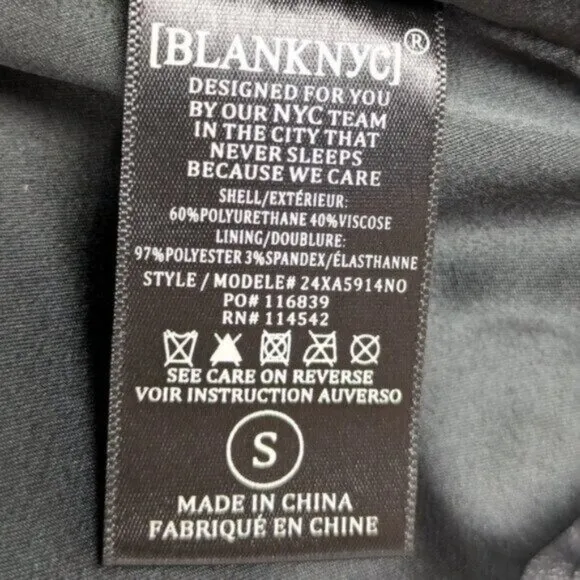 [BLANKNYC]®
DESIGNED FOR YOU
BY OUR NYC TEAM
IN THE CITY THAT
NEVER SLEEPS
BECAUSE WE CARE
SHELL/EXTÉRIEUR:
60%POLYURETHANE 40%VISCOSE
LINING/DOUBLURE:
97%POLYESTER 3%SPANDEX/ÉLASTHANNE
STYLE / MODELE# 24XA5914NO
PO# 116839
RN# 114542
SEE CARE ON REVERSE
VOIR INSTRUCTION AUVERSO
S
MADE IN CHINA
FABRIQUÉ EN CHINE